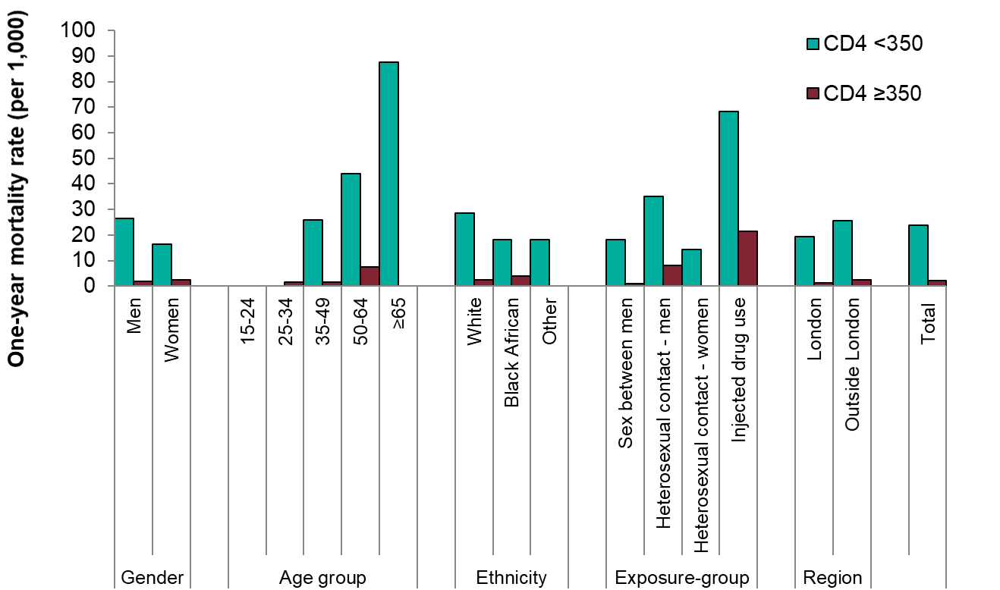 One-year mortality rate (per 1,000)
100
90
80
70
60
50
40
30
20
10
0
CD4 <350
CD4 ≥350
Men
Women
15-24
25-34
35-49
50-64
≥65
White
Black African
Other
Sex between men
Heterosexual contact - men
Heterosexual contact - women
Injected drug use
London
Outside London
Total
Gender
Age group
Ethnicity
Exposure-group
Region